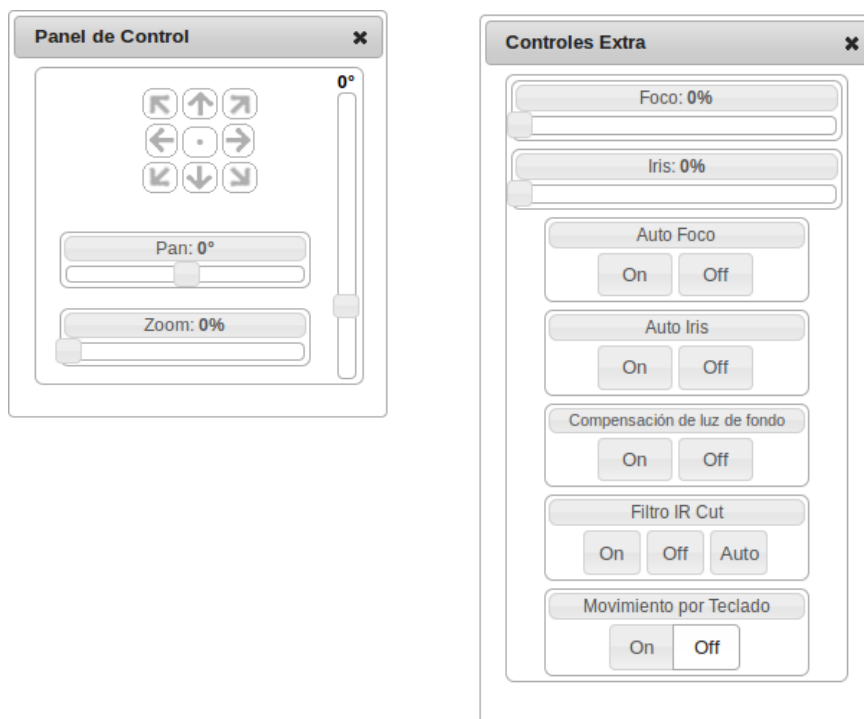 Panel de Control
0°
Pan: 0°
Zoom: 0%
Controles Extra
Foco: 0%
Iris: 0%
Auto Foco
On Off
Auto Iris
On Off
Compensación de luz de fondo
On Off
Filtro IR Cut
On Off Auto
Movimiento por Teclado
On Off